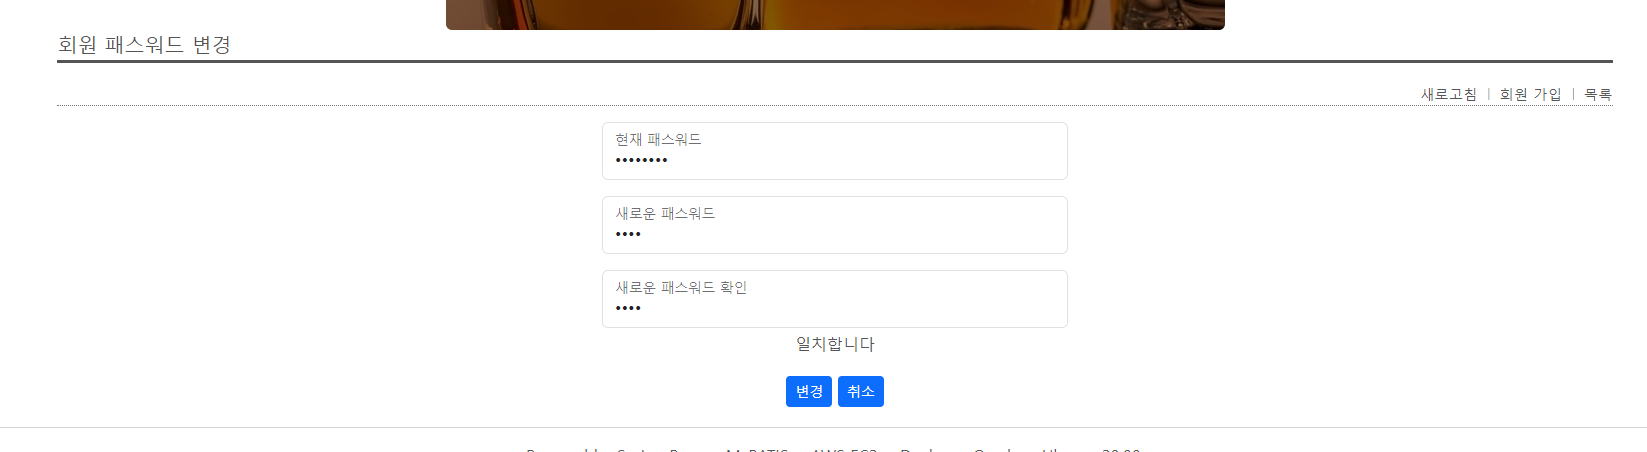 회원 패스워드 변경
새로고침 | 회원 가입 | 목록
현재 패스워드
••••••••
새로운 패스워드
••••
새로운 패스워드 확인
••••
일치합니다
변경 취소